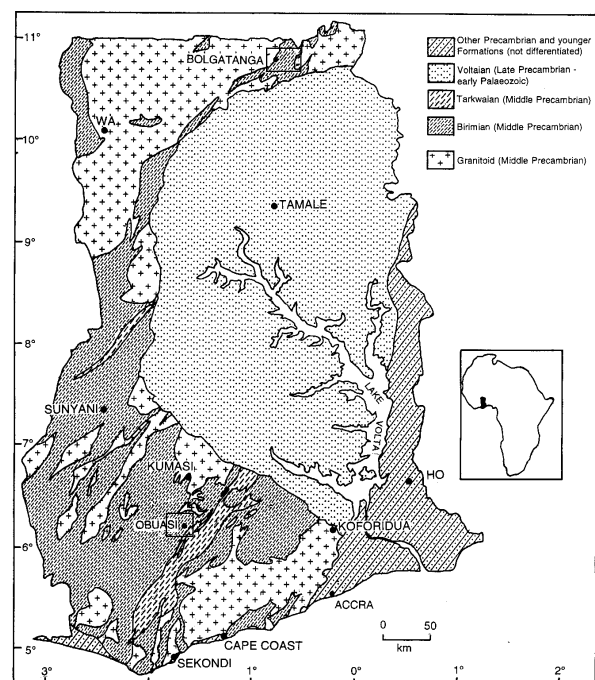 11°
10°
9°
8°
7°
6°
5°
3°
2°
1°
0°
1°
2°
BOLGATANGA
WA
TAMALE
LAKE
VOLTA
SUNYANI
KUMASI
OBUASI
HO
KOFORIDUA
ACCRA
CAPE COAST
SEKONDI
0 50
km
Other Precambrian and younger
Formations (not differentiated)
Voltaian (Late Precambrian -
early Palaeozoic)
Tarkwaian (Middle Precambrian)
Birimian (Middle Precambrian)
Granitoid (Middle Precambrian)